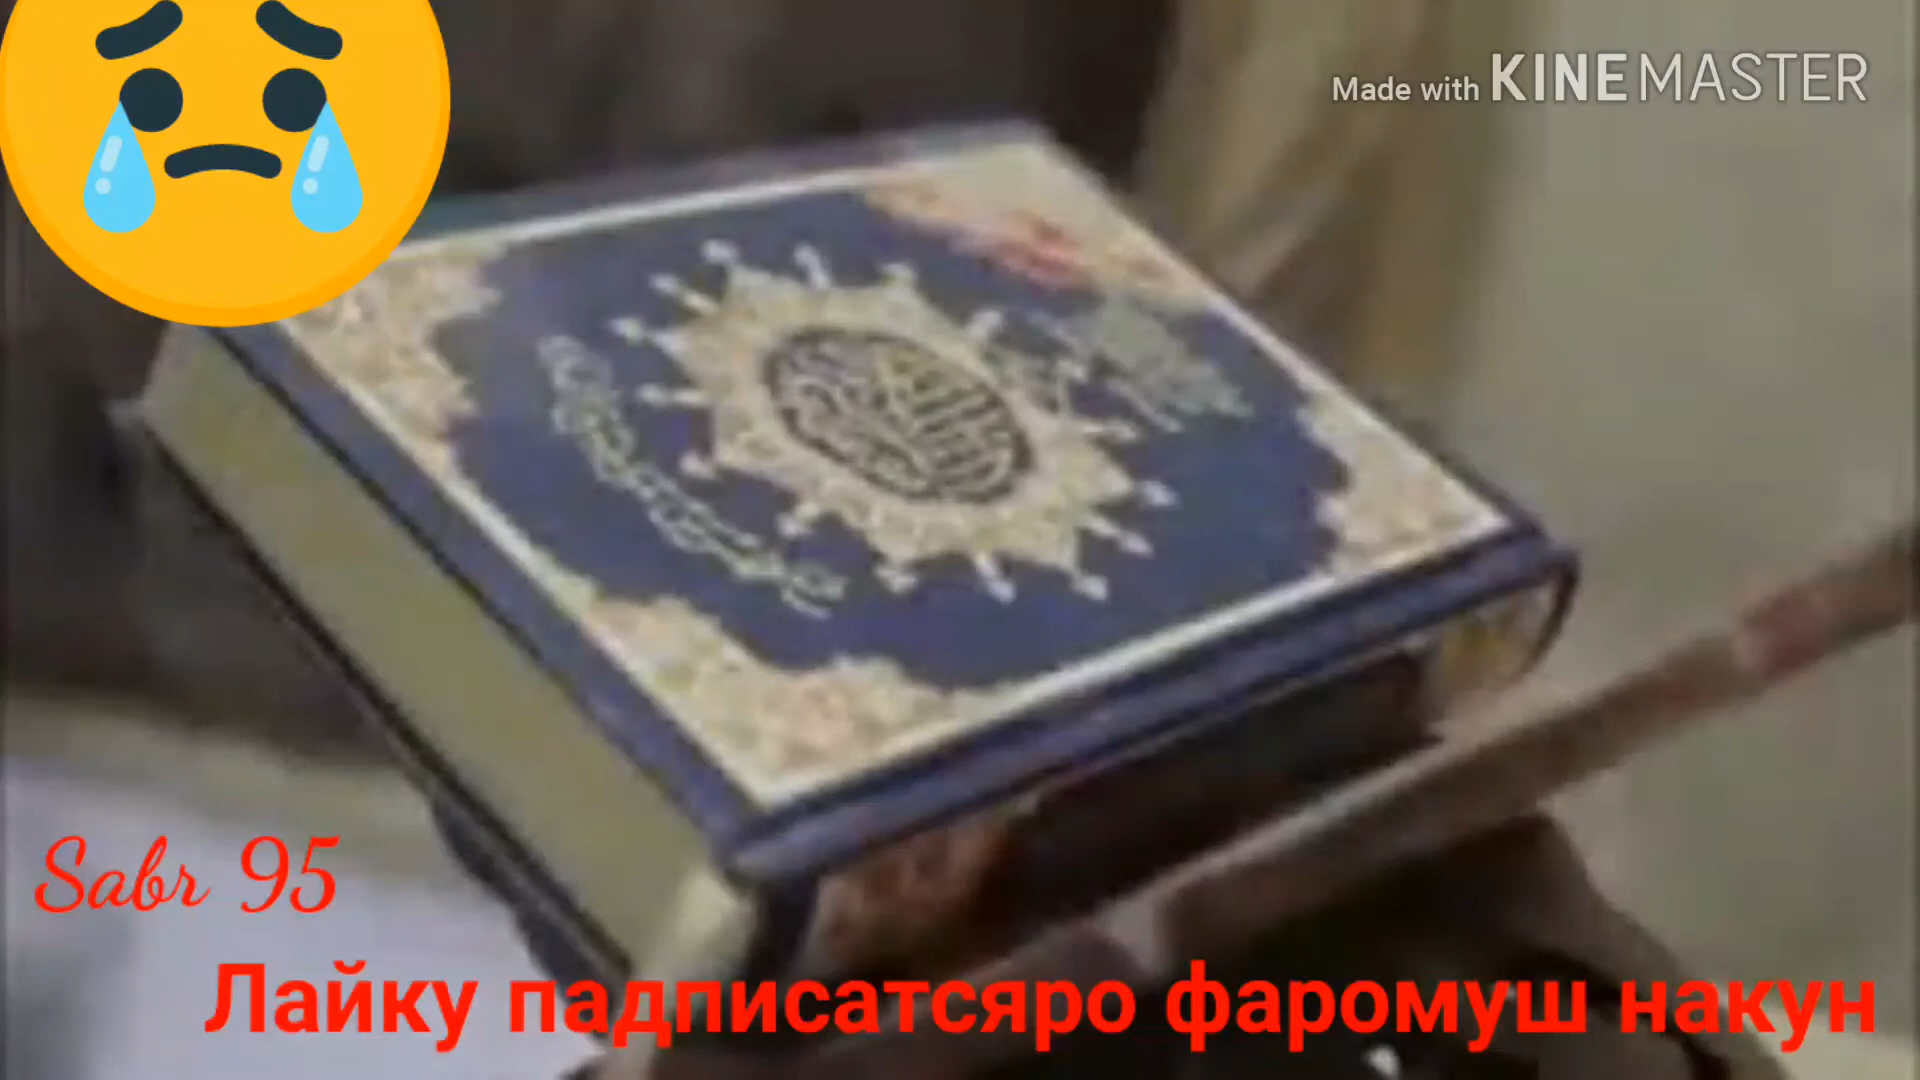 Made with KINEMASTER
Sabr 95
Лайку падписатсяро фаромуш накун